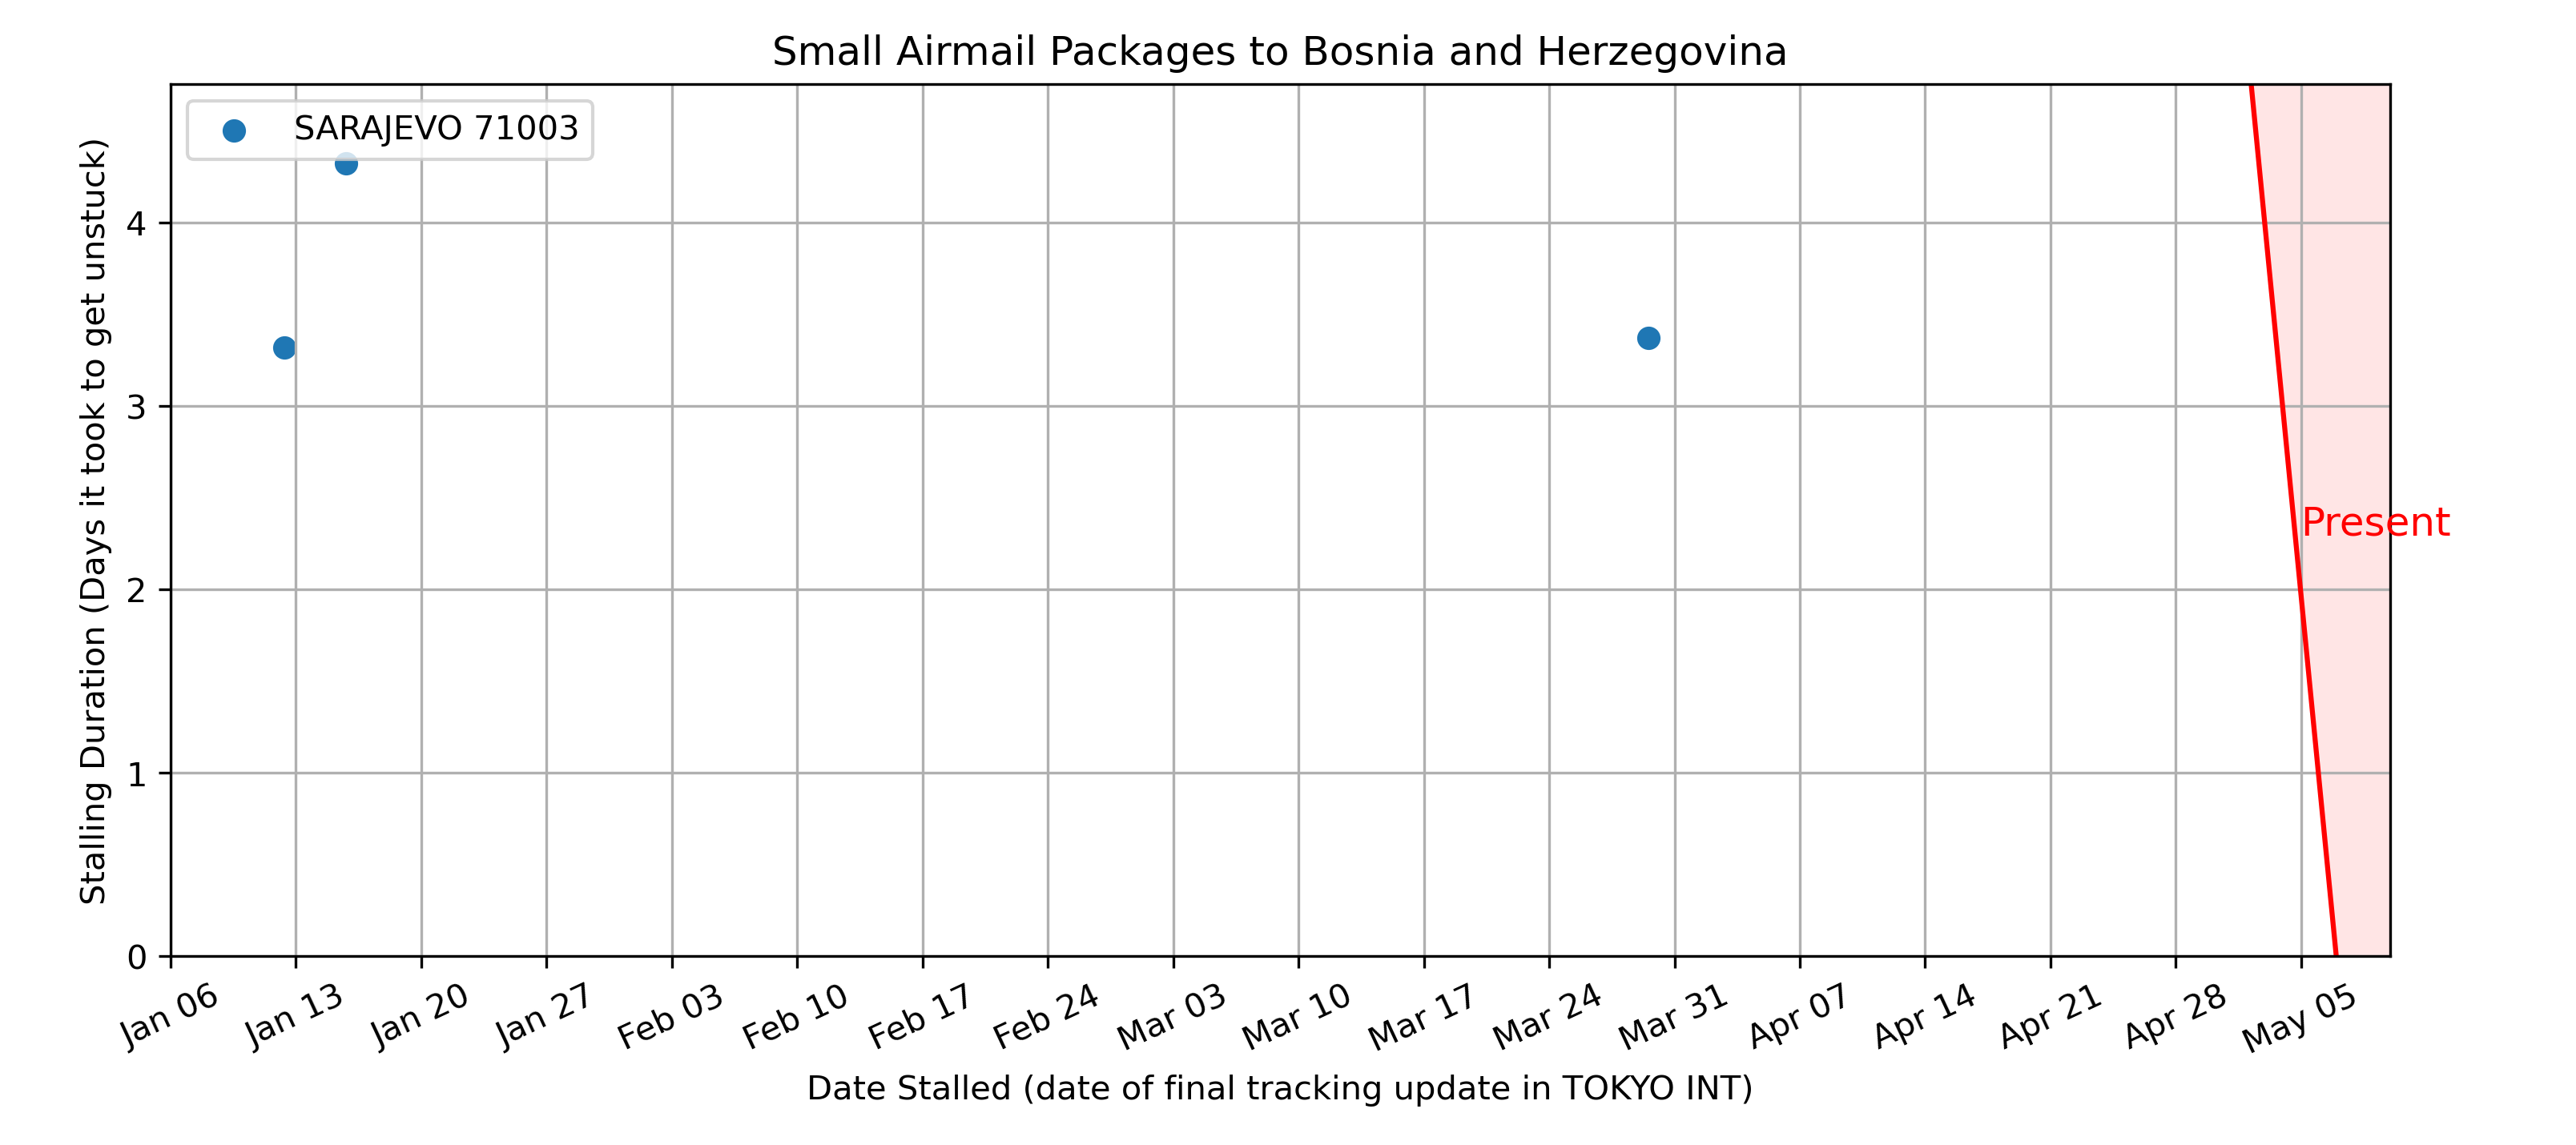 Small Airmail Packages to Bosnia and Herzegovina
SARAJEVO 71003
Stalling Duration (Days it took to get unstuck)
4
3
2
1
0
Present
Jan 06
Jan 13
Jan 20
Jan 27
Feb 03
Feb 10
Feb 17
Feb 24
Mar 03
Mar 10
Mar 17
Mar 24
Mar 31
Apr 07
Apr 14
Apr 21
Apr 28
May 05
Date Stalled (date of final tracking update in TOKYO INT)